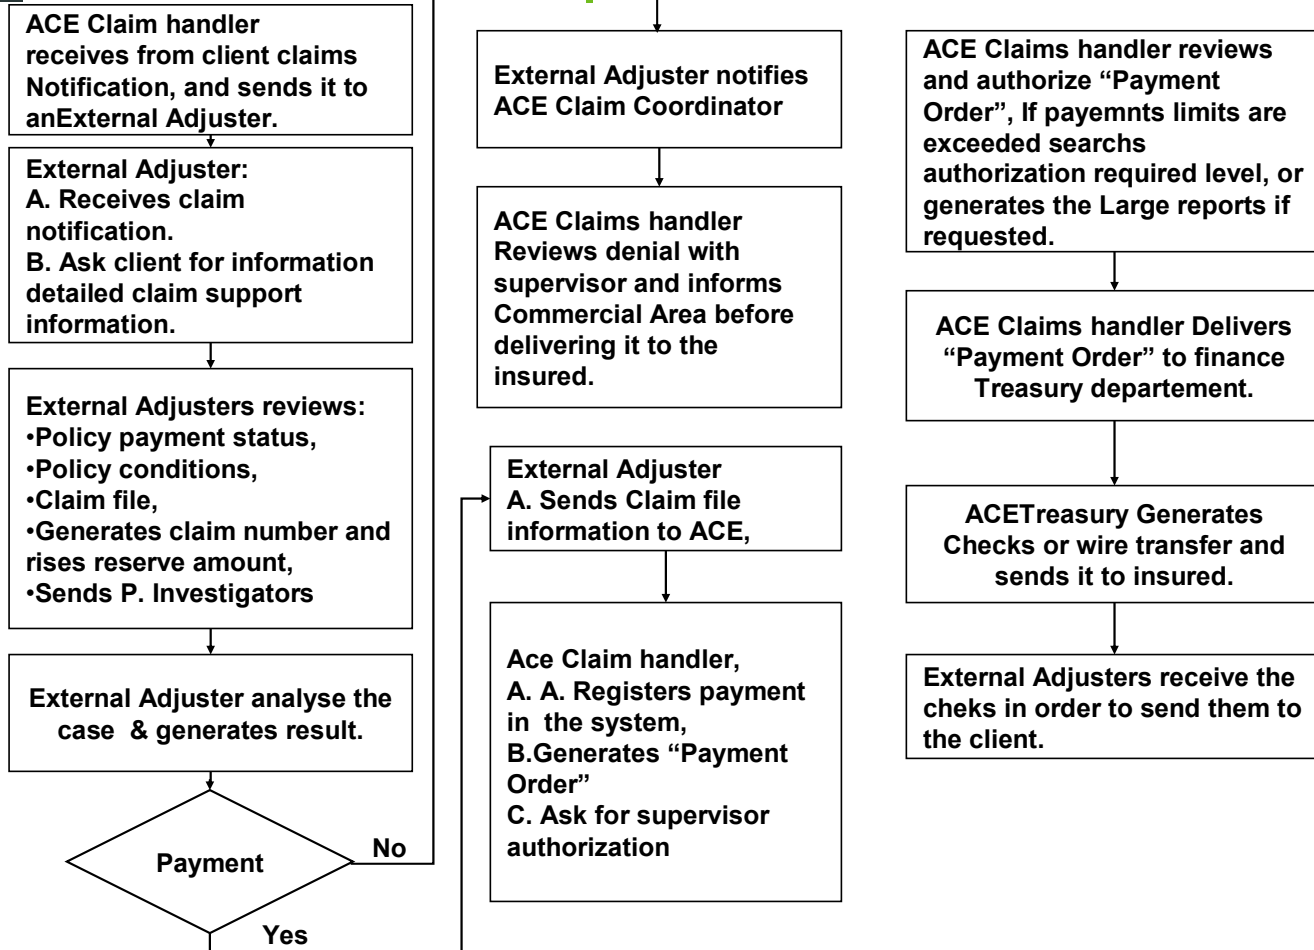 ACE Claim handler
receives from client claims
Notification, and sends it to
anExternal Adjuster.
External Adjuster:
A. Receives claim
notification.
B. Ask client for information
detailed claim support
information.
External Adjusters reviews:
•Policy payment status,
•Policy conditions,
•Claim file,
•Generates claim number and
rises reserve amount,
•Sends P. Investigators
External Adjuster analyse the
case & generates result.
Payment
No
Yes
External Adjuster notifies
ACE Claim Coordinator
ACE Claims handler
Reviews denial with
supervisor and informs
Commercial Area before
delivering it to the
insured.
External Adjuster
A. Sends Claim file
information to ACE,
Ace Claim handler,
A. A. Registers payment
in the system,
B.Generates “Payment
Order”
C. Ask for supervisor
authorization
ACE Claims handler reviews
and authorize “Payment
Order”, If payemnts limits are
exceeded searchs
authorization required level, or
generates the Large reports if
requested.
ACE Claims handler Delivers
“Payment Order” to finance
Treasury departement.
ACETreasury Generates
Checks or wire transfer and
sends it to insured.
External Adjusters receive the
cheks in order to send them to
the client.